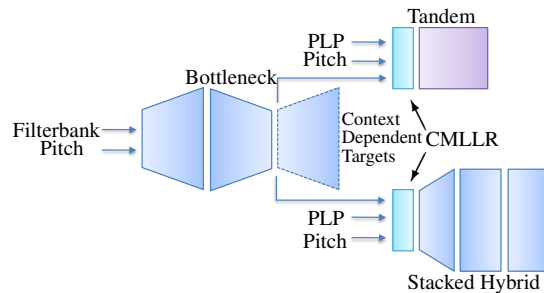 Tandem
PLP
Pitch
Bottleneck
Filterbank
Pitch
Context
Dependent
Targets
CMLLR
PLP
Pitch
Stacked Hybrid